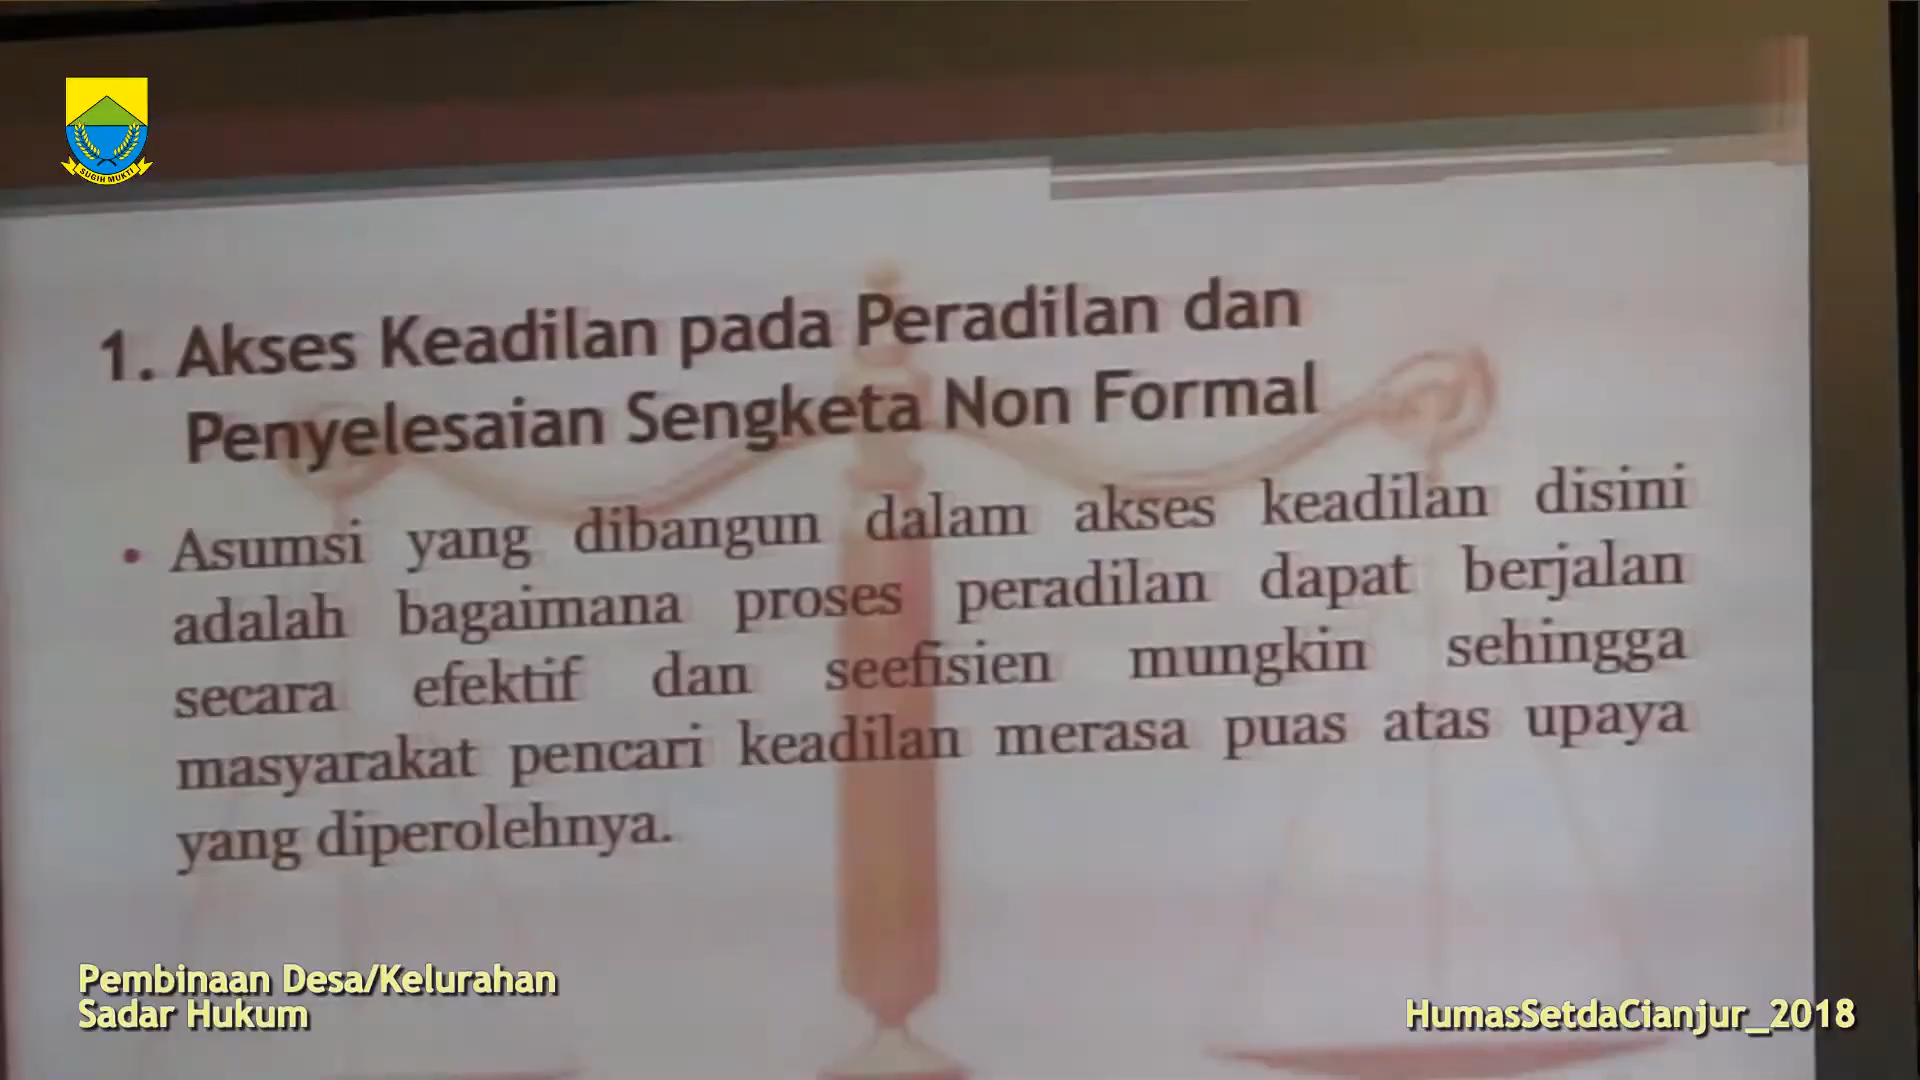 SUGIH MUKTI
1. Akses Keadilan pada Peradilan dan
Penyelesaian Sengketa Non Formal
• Asumsi yang dibangun dalam akses keadilan disini
adalah bagaimana proses peradilan dapat berjalan
secara efektif dan seefisien mungkin sehingga
masyarakat pencari keadilan merasa puas atas upaya
yang diperolehnya.
Pembinaan Desa/Kelurahan
Sadar Hukum
HumasSetdaCianjur_2018